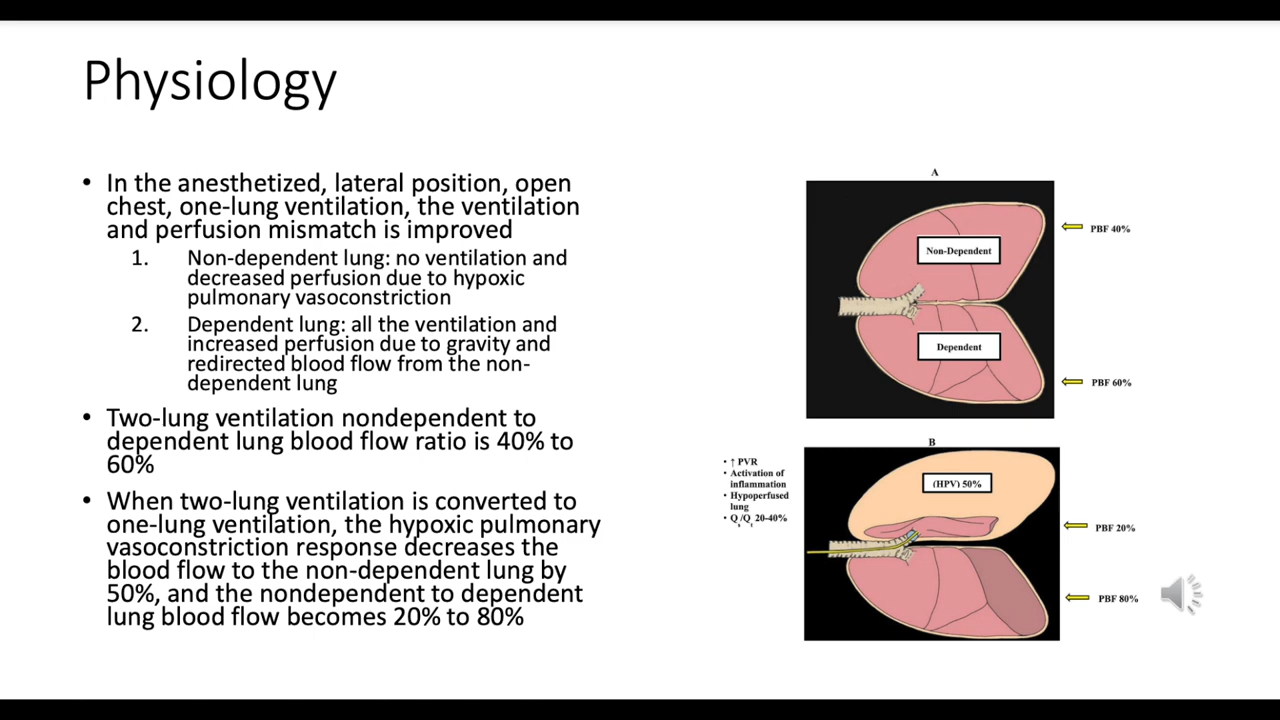 Physiology
• In the anesthetized, lateral position, open
chest, one-lung ventilation, the ventilation
and perfusion mismatch is improved
1. Non-dependent lung: no ventilation and
decreased perfusion due to hypoxic
pulmonary vasoconstriction
2. Dependent lung: all the ventilation and
increased perfusion due to gravity and
redirected blood flow from the non-
dependent lung
• Two-lung ventilation nondependent to
dependent lung blood flow ratio is 40% to
60%
• When two-lung ventilation is converted to
one-lung ventilation, the hypoxic pulmonary
vasoconstriction response decreases the
blood flow to the non-dependent lung by
50%, and the nondependent to dependent
lung blood flow becomes 20% to 80%
A
Non-Dependent
PBF 40%
Dependent
PBF 60%
B
• ↑ PVR
• Activation of
inflammation
• Hypoperfused
lung
• Qs/Qt 20-40%
(HPV) 50%
PBF 20%
PBF 80%